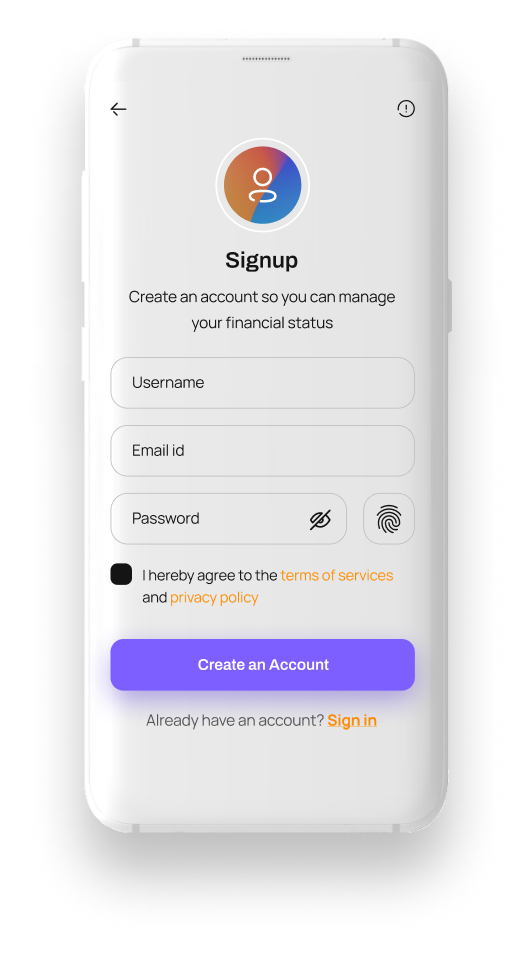 Signup
Create an account so you can manage
your financial status
Username
Email id
Password
I hereby agree to the terms of services
and privacy policy
Create an Account
Already have an account? Sign in